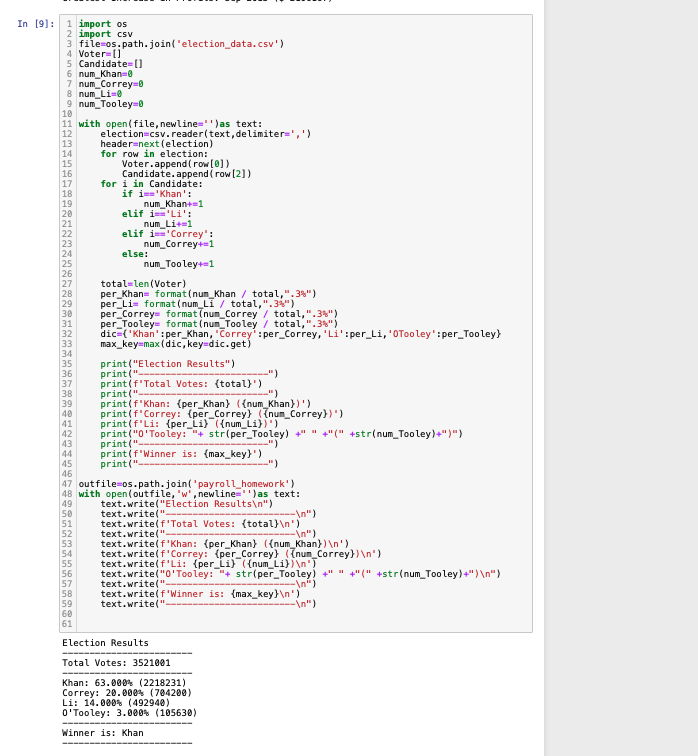 In [9]:
1 import os
2 import csv
3 file=os.path.join('election_data.csv')
4 Voter=[]
5 Candidate=[]
6 num_Khan=0
7 num_Correy=0
8 num_Li=0
9 num_Tooley=0
10
11 with open(file,newline='')as text:
12     election=csv.reader(text,delimiter=',')
13     header=next(election)
14     for row in election:
15         Voter.append(row[0])
16         Candidate.append(row[2])
17     for i in Candidate:
18         if i=='Khan':
19             num_Khan+=1
20         elif i=='Li':
21             num_Li+=1
22         elif i=='Correy':
23             num_Correy+=1
24         else:
25             num_Tooley+=1
26
27     total=len(Voter)
28     per_Khan= format(num_Khan / total,".3%")
29     per_Li= format(num_Li / total,".3%")
30     per_Correy= format(num_Correy / total,".3%")
31     per_Tooley= format(num_Tooley / total,".3%")
32     dic={'Khan':per_Khan,'Correy':per_Correy,'Li':per_Li,'OTooley':per_Tooley}
33     max_key=max(dic,key=dic.get)
34
35     print("Election Results")
36     print("------------------------")
37     print(f'Total Votes: {total}')
38     print("------------------------")
39     print(f'Khan: {per_Khan} ({num_Khan})')
40     print(f'Correy: {per_Correy} ({num_Correy})')
41     print(f'Li: {per_Li} ({num_Li})')
42     print("O'Tooley: "+ str(per_Tooley) +" " +"(" +str(num_Tooley)+")")
43     print("------------------------")
44     print(f'Winner is: {max_key}')
45     print("------------------------")
46
47 outfile=os.path.join('payroll_homework')
48 with open(outfile,'w',newline='')as text:
49     text.write("Election Results\n")
50     text.write("------------------------\n")
51     text.write(f'Total Votes: {total}\n')
52     text.write("------------------------\n")
53     text.write(f'Khan: {per_Khan} ({num_Khan})\n')
54     text.write(f'Correy: {per_Correy} ({num_Correy})\n')
55     text.write(f'Li: {per_Li} ({num_Li})\n')
56     text.write("O'Tooley: "+ str(per_Tooley) +" " +"(" +str(num_Tooley)+")\n")
57     text.write("------------------------\n")
58     text.write(f'Winner is: {max_key}\n')
59     text.write("------------------------\n")
60
61
Election Results
------------------------
Total Votes: 3521001
------------------------
Khan: 63.000% (2218231)
Correy: 20.000% (704200)
Li: 14.000% (492940)
O'Tooley: 3.000% (105630)
------------------------
Winner is: Khan
------------------------